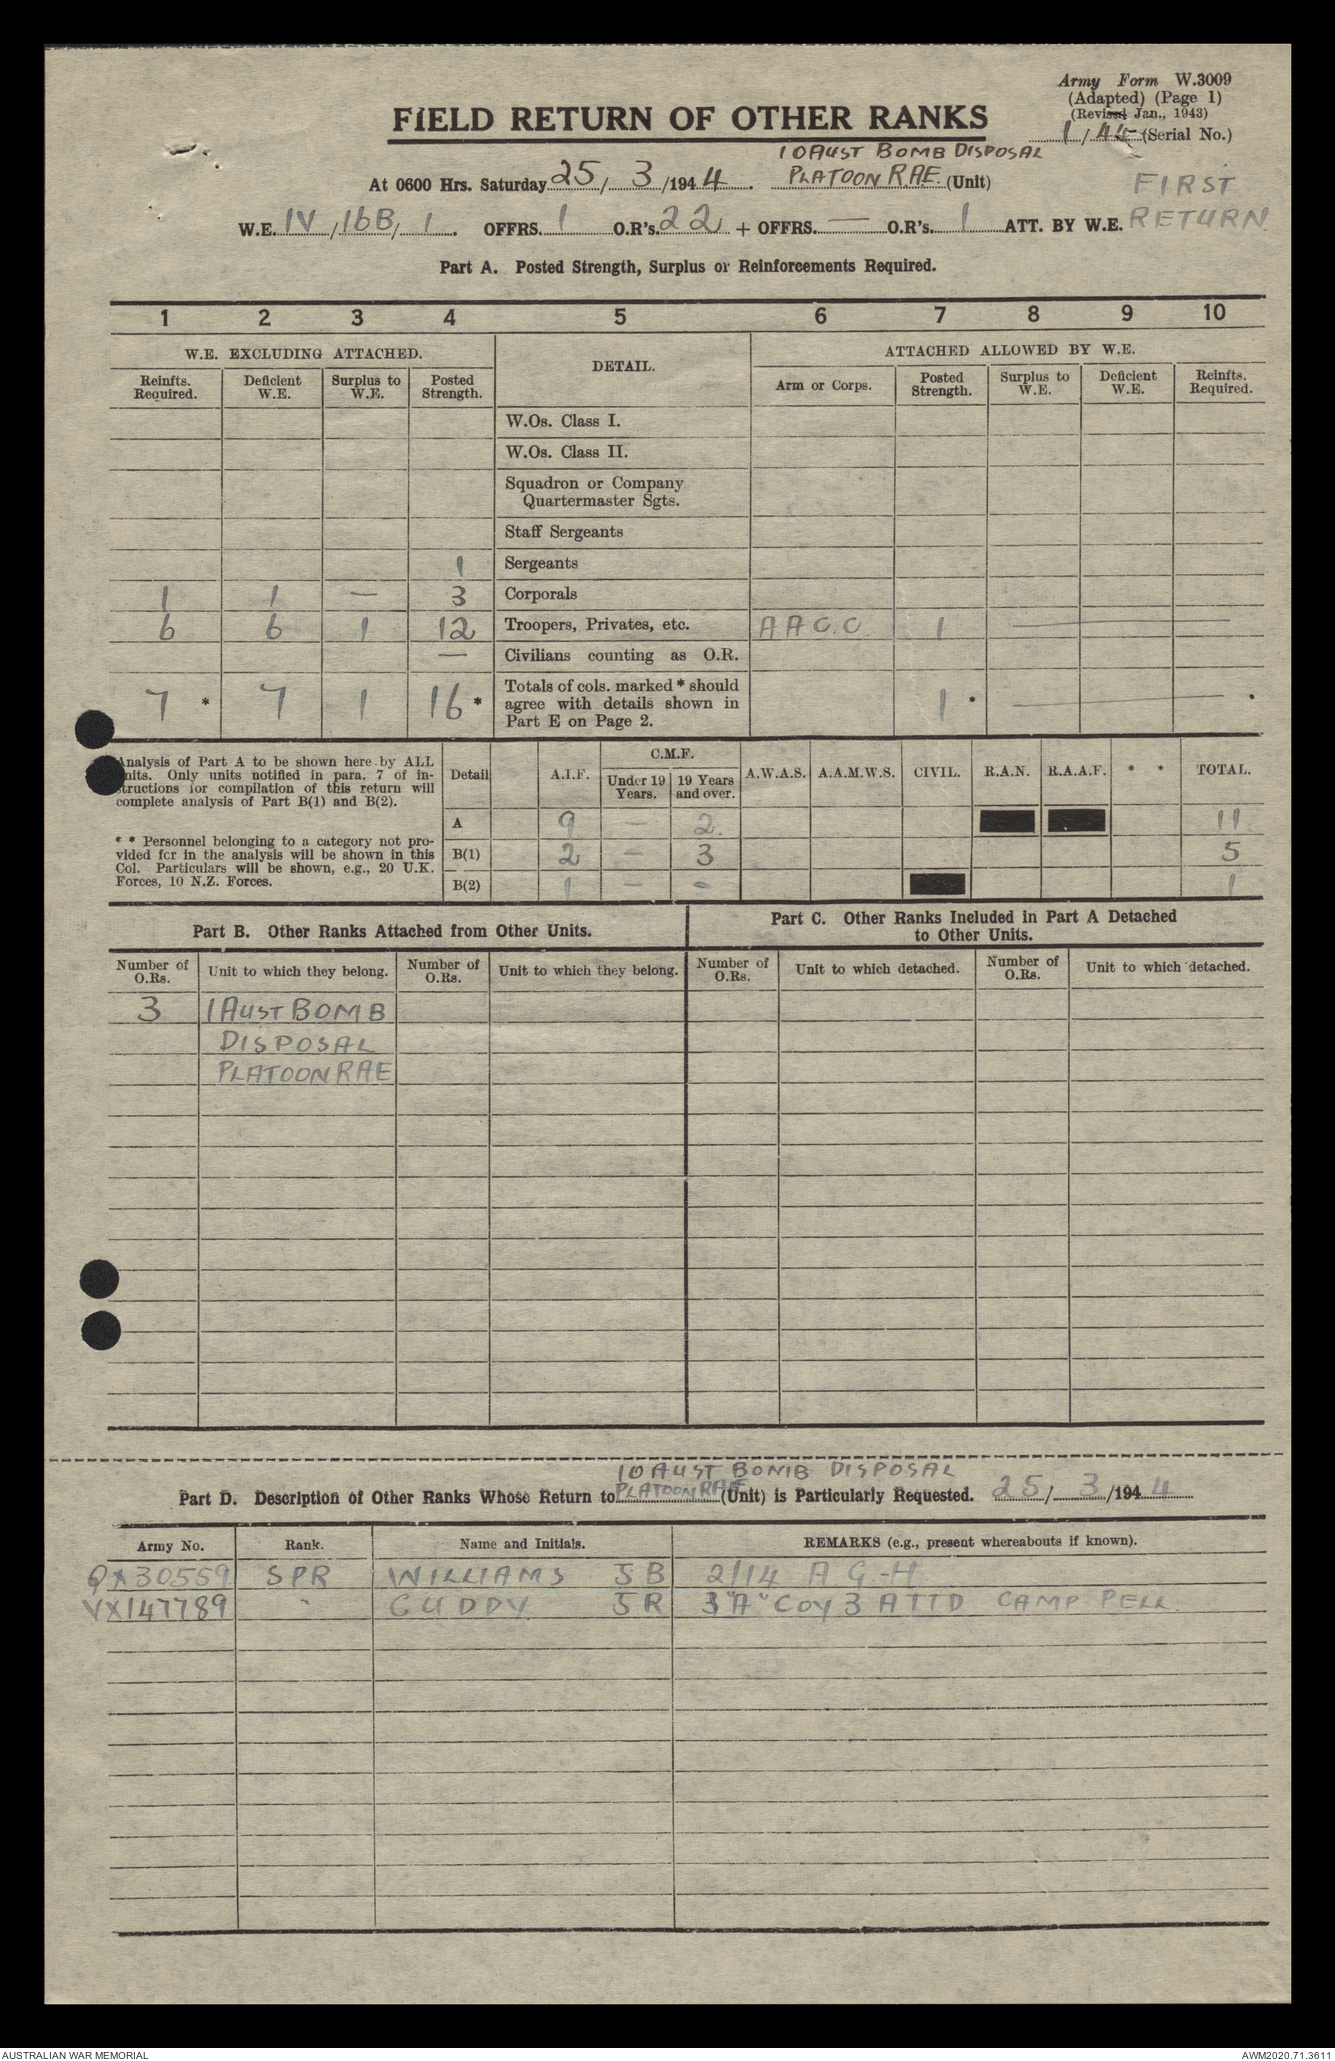 Army Form W.3009
(Adapted) (Page 1)
(Revised Jan., 1943)
1/44 (Serial No.)
FIELD RETURN OF OTHER RANKS
10 AUST BOMB DISPOSAL
At 0600 Hrs. Saturday 25/3/1944. PLATOON RAE. (Unit)
FIRST
RETURN
W.E. IV/16B/1. OFFRS. 1 O.R's. 22 + OFFRS. — O.R's. 1 ATT. BY W.E.
Part A. Posted Strength, Surplus or Reinforcements Required.
1 2 3 4 5 6 7 8 9 10
W.E. EXCLUDING ATTACHED. DETAIL. ATTACHED ALLOWED BY W.E.
Reinfts. Required. Deficient W.E. Surplus to W.E. Posted Strength. Arm or Corps. Posted Strength. Surplus to W.E. Deficient W.E. Reinfts. Required.
W.Os. Class I.
W.Os. Class II.
Squadron or Company
Quartermaster Sgts.
Staff Sergeants
1 Sergeants
1 1 — 3 Corporals
6 6 1 12 Troopers, Privates, etc. AACC 1 —
— Civilians counting as O.R.
7 * 7 1 16 * Totals of cols. marked * should
agree with details shown in
Part E on Page 2. 1 * — *
Analysis of Part A to be shown here by ALL
units. Only units notified in para. 7 of in-
structions for compilation of this return will
complete analysis of Part B(1) and B(2).
* * Personnel belonging to a category not pro-
vided for in the analysis will be shown in this
Col. Particulars will be shown, e.g., 20 U.K.
Forces, 10 N.Z. Forces.
C.M.F.
Detail A.I.F. Under 19 Years. 19 Years and over. A.W.A.S. A.A.M.W.S. CIVIL. R.A.N. R.A.A.F. * * TOTAL.
A 9 — 2 11
B(1) 2 — 3 5
B(2) 1 — - 1
Part B. Other Ranks Attached from Other Units.
Part C. Other Ranks Included in Part A Detached
to Other Units.
Number of O.Rs. Unit to which they belong. Number of O.Rs. Unit to which they belong. Number of O.Rs. Unit to which detached. Number of O.Rs. Unit to which detached.
3 1 AUST BOMB
DISPOSAL
PLATOON RAE
10 AUST BOMB DISPOSAL
Part D. Description of Other Ranks Whose Return to PLATOON RAE (Unit) is Particularly Requested. 25/3/1944
Army No. Rank. Name and Initials. REMARKS (e.g., present whereabouts if known).
QX30559 SPR WILLIAMS J B 2/14 A G-H
VX147789 " CUDDY J R 3 "A" Coy 3 ATTD CAMP PELL
AUSTRALIAN WAR MEMORIAL
AWM2020.71.3611